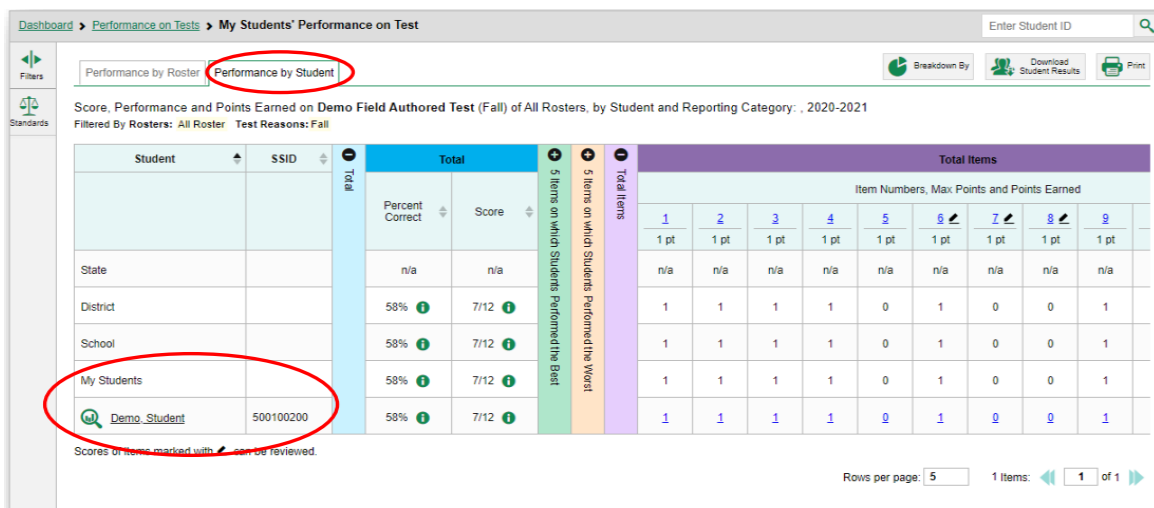 Dashboard > Performance on Tests > My Students' Performance on Test
Enter Student ID
Filters
Standards
Performance by Roster
Performance by Student
Breakdown By
Download Student Results
Print
Score, Performance and Points Earned on Demo Field Authored Test (Fall) of All Rosters, by Student and Reporting Category: , 2020-2021
Filtered By Rosters: All Roster Test Reasons: Fall
Student SSID Total Total 5 Items on which Students Performed the Best 5 Items on which Students Performed the Worst Total Items Total Items
Item Numbers, Max Points and Points Earned
Percent Correct Score 1 2 3 4 5 6 7 8 9
1 pt 1 pt 1 pt 1 pt 1 pt 1 pt 1 pt 1 pt 1 pt
State n/a n/a n/a n/a n/a n/a n/a n/a n/a n/a n/a
District 58% 7/12 1 1 1 1 0 1 0 0 1
School 58% 7/12 1 1 1 1 0 1 0 0 1
My Students 58% 7/12 1 1 1 1 0 1 0 0 1
Demo, Student 500100200 58% 7/12 1 1 1 1 0 1 0 0 1
Scores of items marked with can be reviewed.
Rows per page: 5 1 Items: 1 of 1